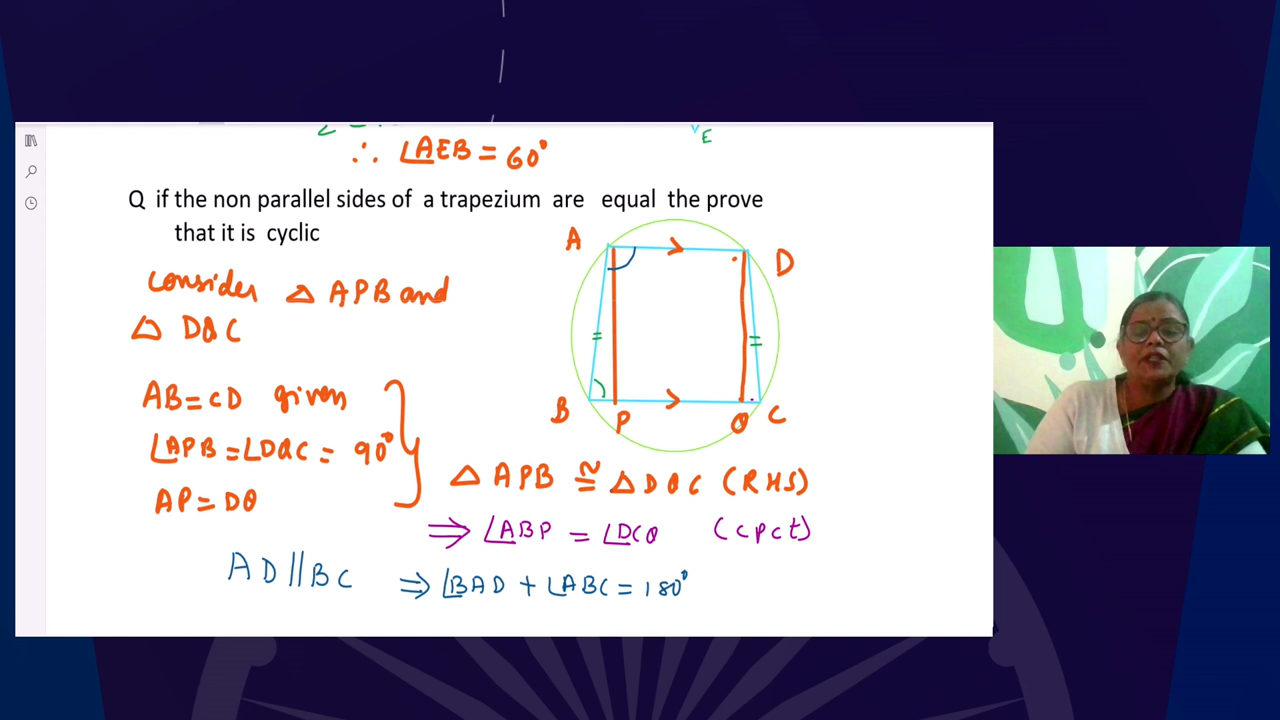 ∴ ∠AEB = 60°
E
Q if the non parallel sides of a trapezium are equal the prove
that it is cyclic
A
D
consider △ APB and
△ DQC
AB = CD given
∠APB = ∠DQC = 90°
AP = DQ
B
P
Q
C
△ APB ≅ △ DQC (RHS)
⇒ ∠ABP = ∠DCQ (cpct)
AD || BC ⇒ ∠BAD + ∠ABC = 180°